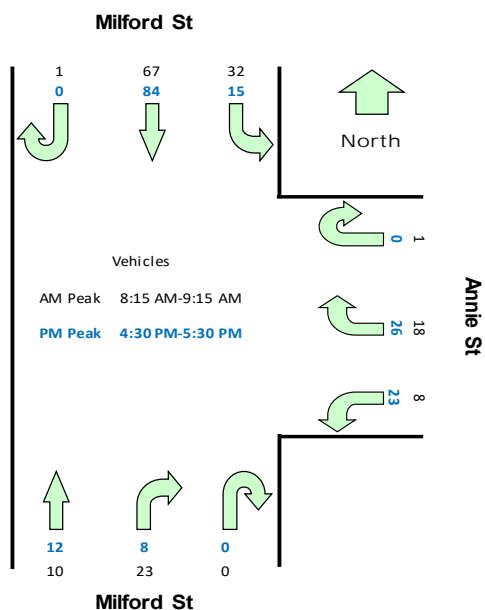 Milford St
1 67 32
0 84 15
North
0 1
Vehicles
AM Peak 8:15 AM-9:15 AM
PM Peak 4:30 PM-5:30 PM
26 18
23 8
Annie St
12 8 0
10 23 0
Milford St